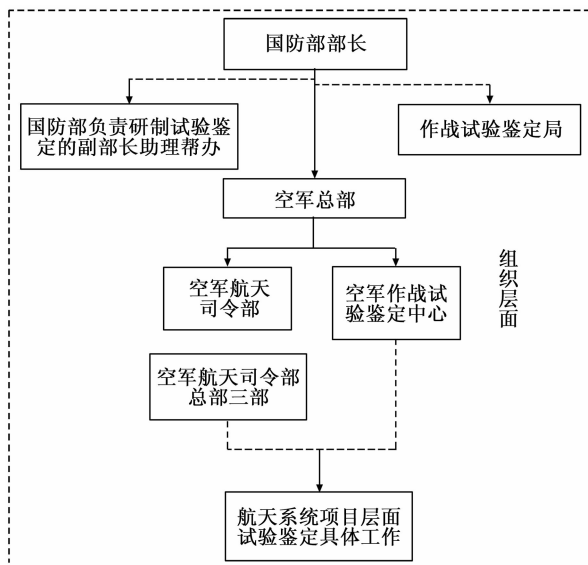 国防部部长
国防部负责研制试验鉴
定的副部长助理帮办
作战试验鉴定局
空军总部
空军航天
司令部
空军作战试
验鉴定中心
组织层面
空军航天司令部
总部三部
航天系统项目层面
试验鉴定具体工作